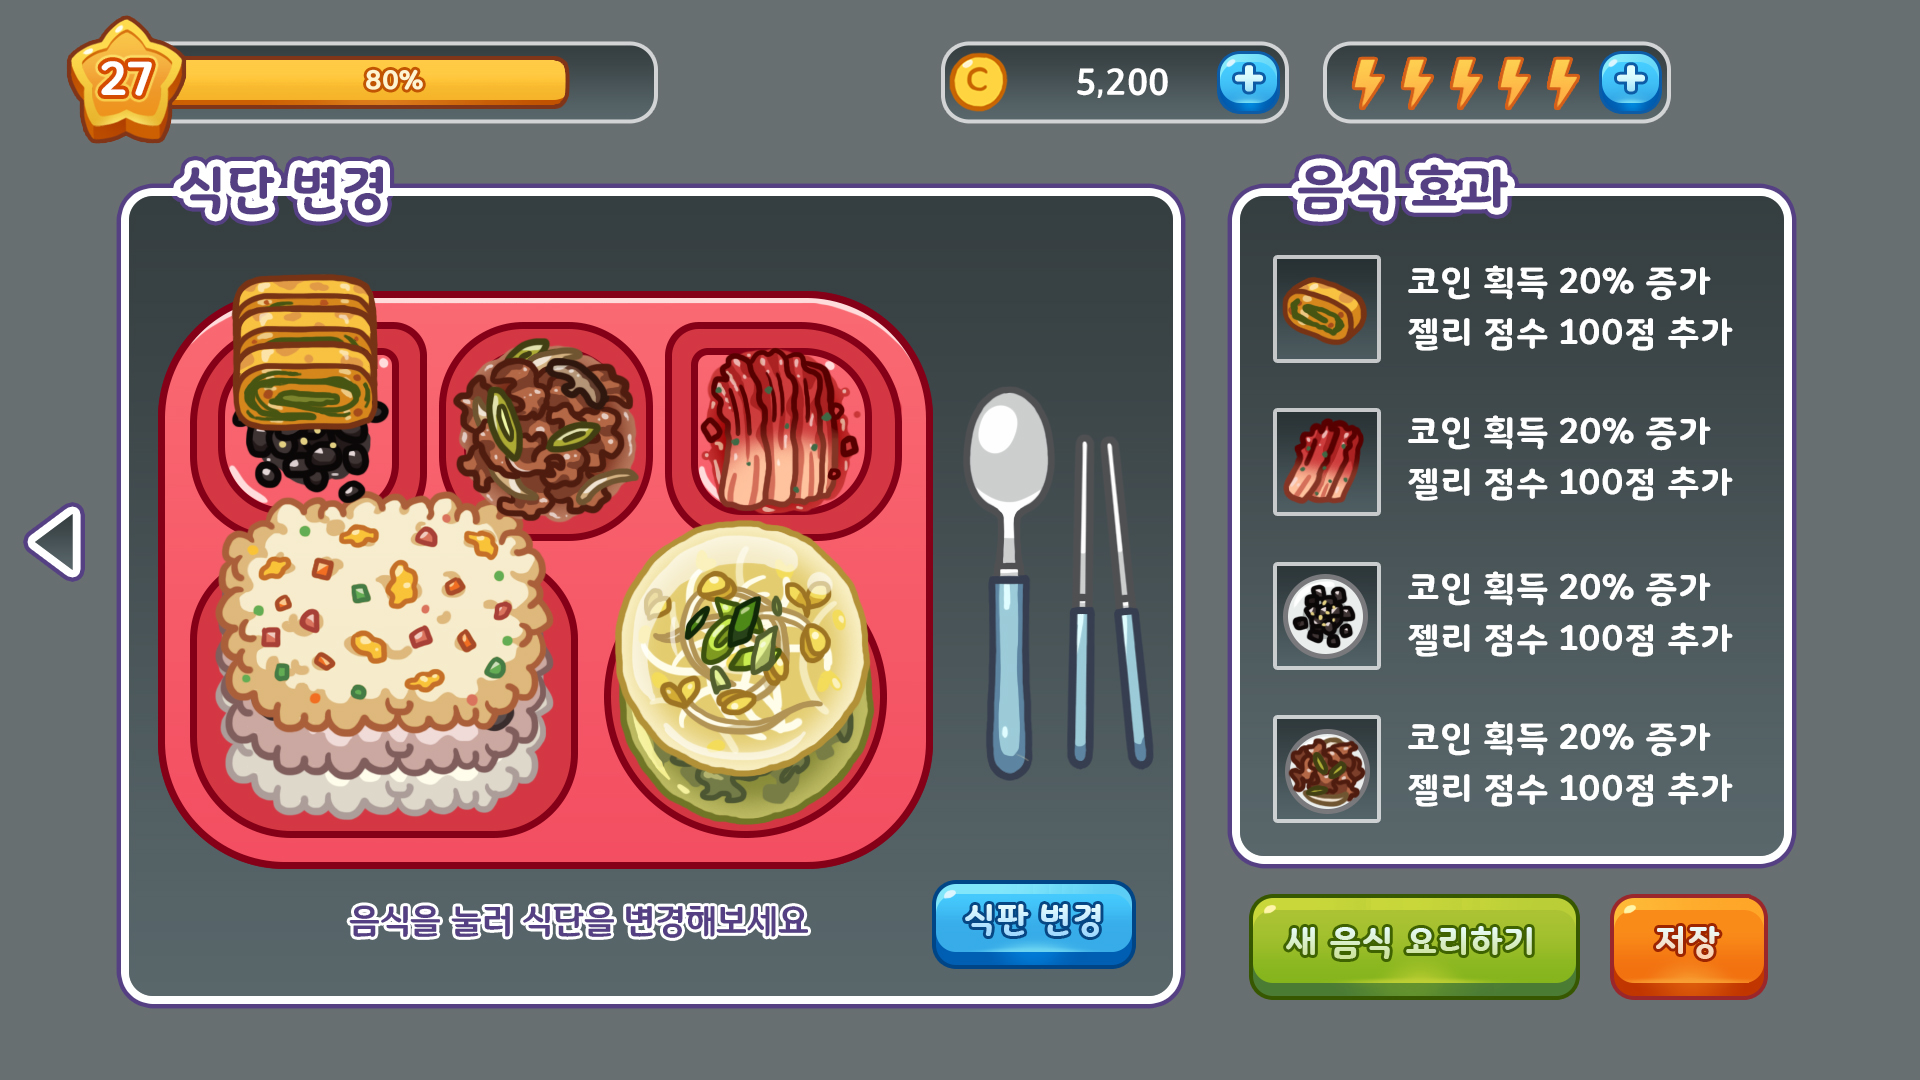 27
80%
C
5,200
식단 변경
음식 효과
코인 획득 20% 증가
젤리 점수 100점 추가
코인 획득 20% 증가
젤리 점수 100점 추가
코인 획득 20% 증가
젤리 점수 100점 추가
코인 획득 20% 증가
젤리 점수 100점 추가
음식을 눌러 식단을 변경해보세요
식판 변경
새 음식 요리하기
저장